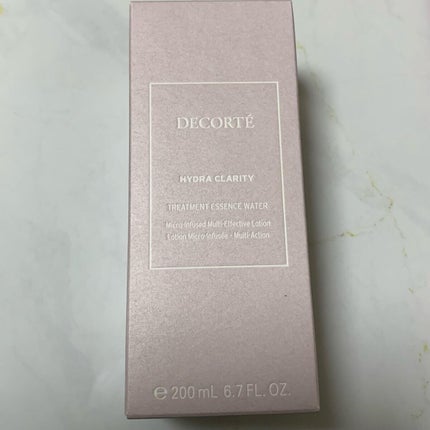 DECORTÉ
HYDRA CLARITY
TREATMENT ESSENCE WATER
Micro-Infused Multi-Effective Lotion
Lotion Micro-Infusée - Multi-Action
℮ 200 mL 6.7 FL. OZ.